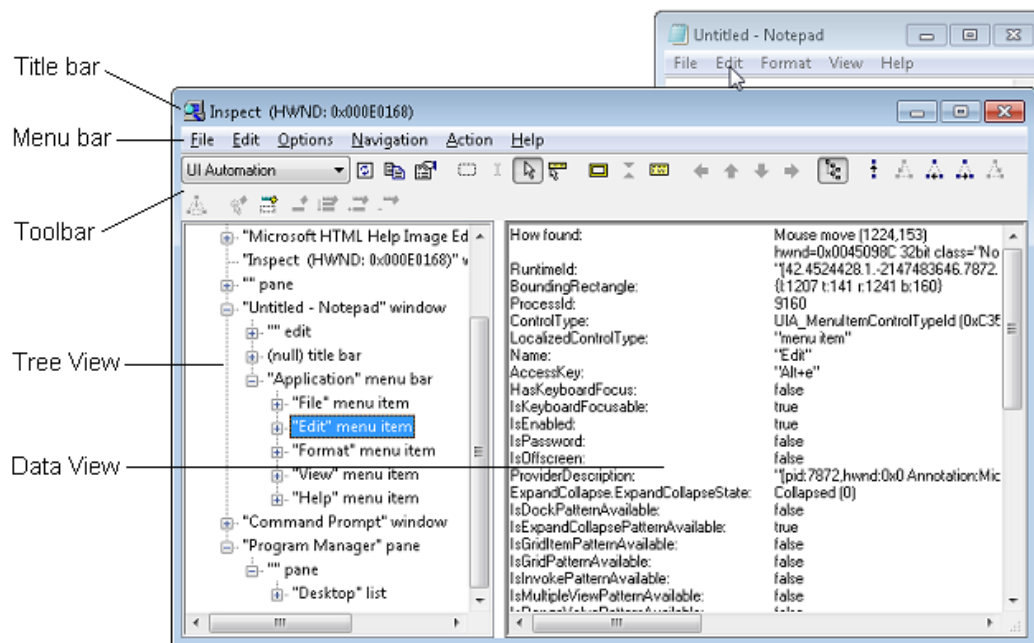 Untitled - Notepad
File Edit Format View Help
Title bar
Inspect (HWND: 0x000E0168)
Menu bar
File Edit Options Navigation Action Help
UI Automation
Toolbar
"Microsoft HTML Help Image Ed
"Inspect (HWND: 0x000E0168)" w
"" pane
"Untitled - Notepad" window
"" edit
(null) title bar
Tree View
"Application" menu bar
"File" menu item
"Edit" menu item
"Format" menu item
Data View
"View" menu item
"Help" menu item
"Command Prompt" window
"Program Manager" pane
"" pane
"Desktop" list
How found: Mouse move (1224,153)
hwnd=0x0045098C 32bit class="No
RuntimeId: "[42.4524428.1.-2147483646.7872.
BoundingRectangle: {l:1207 t:141 r:1241 b:160}
ProcessId: 9160
ControlType: UIA_MenuItemControlTypeId (0xC35
LocalizedControlType: "menu item"
Name: "Edit"
AccessKey: "Alt+e"
HasKeyboardFocus: false
IsKeyboardFocusable: true
IsEnabled: true
IsPassword: false
IsOffscreen: false
ProviderDescription: "[pid:7872,hwnd:0x0 Annotation:Mic
ExpandCollapse.ExpandCollapseState: Collapsed (0)
IsDockPatternAvailable: false
IsExpandCollapsePatternAvailable: true
IsGridItemPatternAvailable: false
IsGridPatternAvailable: false
IsInvokePatternAvailable: false
IsMultipleViewPatternAvailable: false